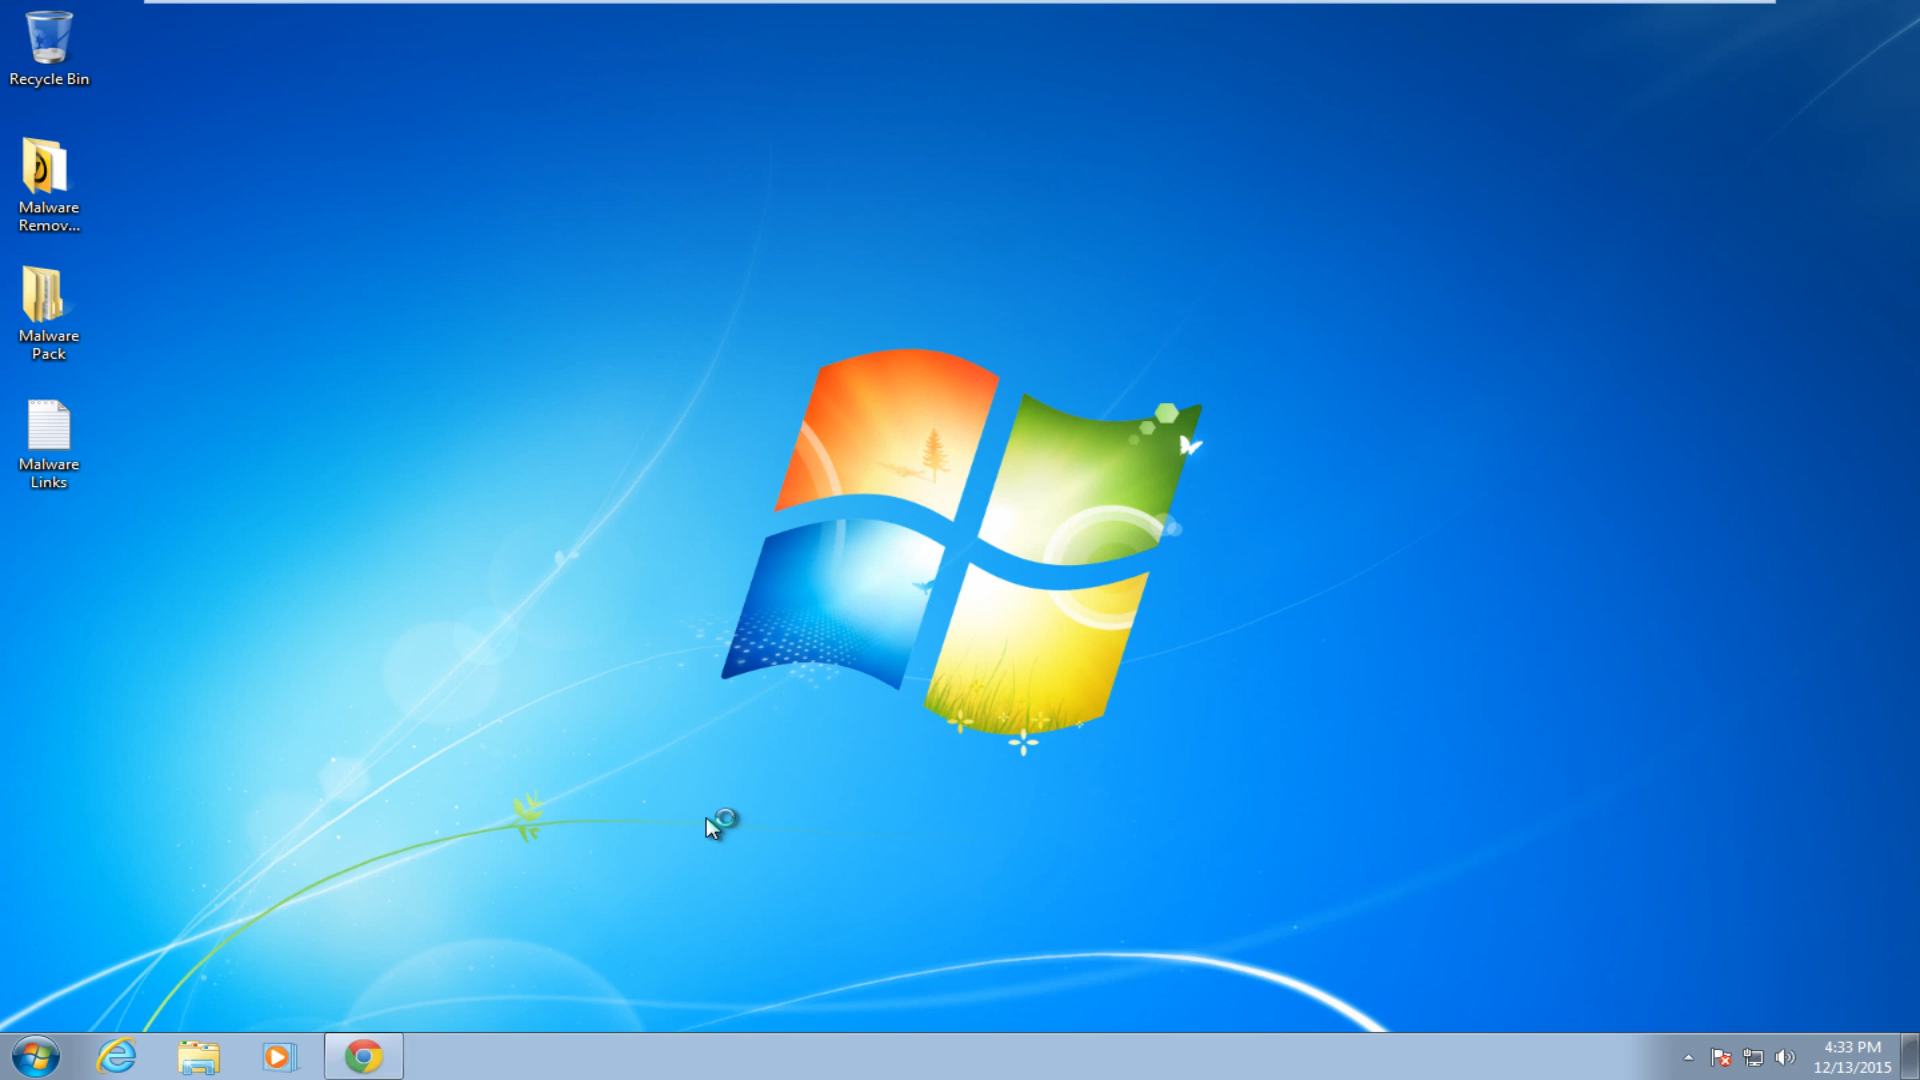 Recycle Bin
Malware
Remov...
Malware
Pack
Malware
Links
4:33 PM
12/13/2015